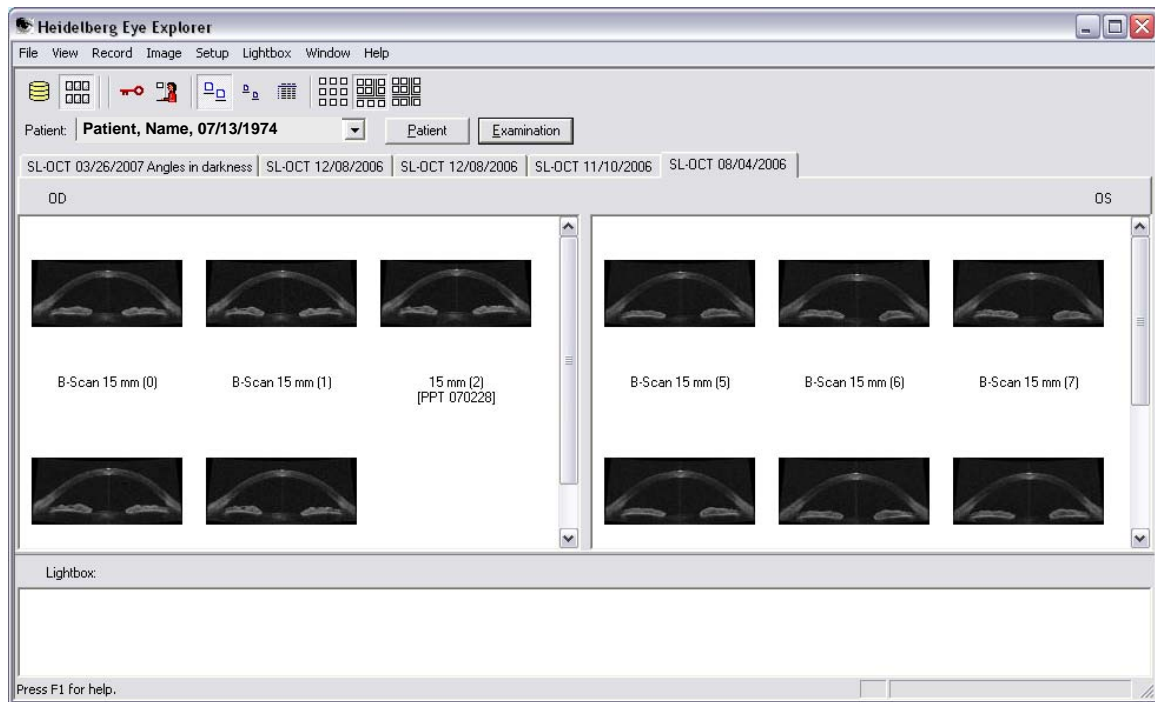 Heidelberg Eye Explorer
File View Record Image Setup Lightbox Window Help
Patient: Patient, Name, 07/13/1974 Patient Examination
SL-OCT 03/26/2007 Angles in darkness SL-OCT 12/08/2006 SL-OCT 12/08/2006 SL-OCT 11/10/2006 SL-OCT 08/04/2006
OD OS
B-Scan 15 mm (0) B-Scan 15 mm (1) 15 mm (2) B-Scan 15 mm (5) B-Scan 15 mm (6) B-Scan 15 mm (7)
[PPT 070228]
Lightbox:
Press F1 for help.